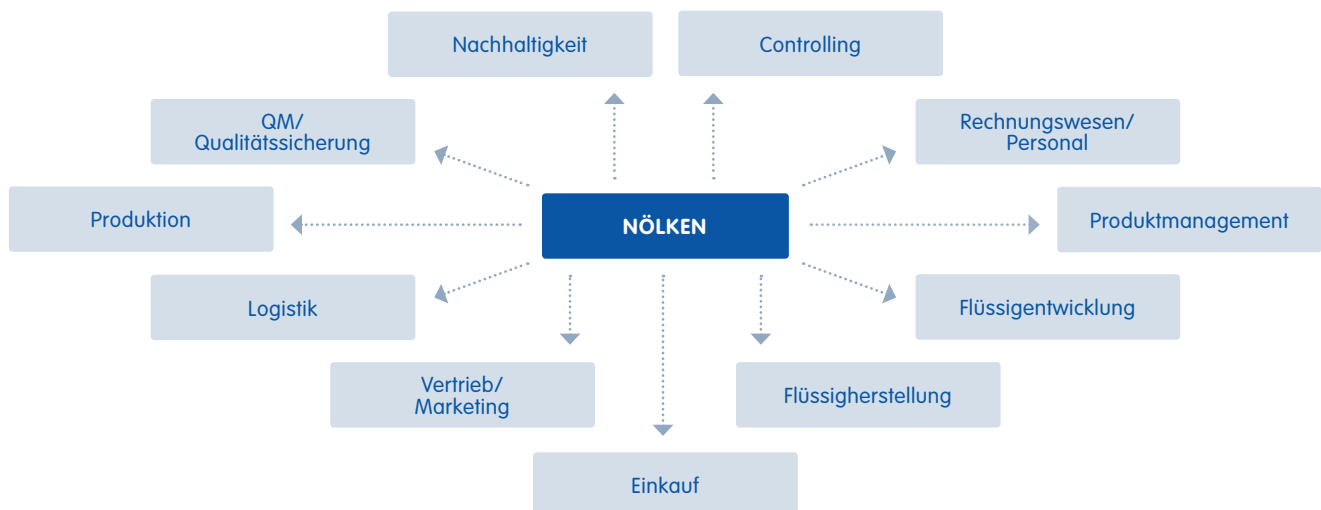 Nachhaltigkeit
Controlling
QM/
Qualitätssicherung
Rechnungswesen/
Personal
Produktion
NÖLKEN
Produktmanagement
Logistik
Flüssigentwicklung
Vertrieb/
Marketing
Flüssigherstellung
Einkauf